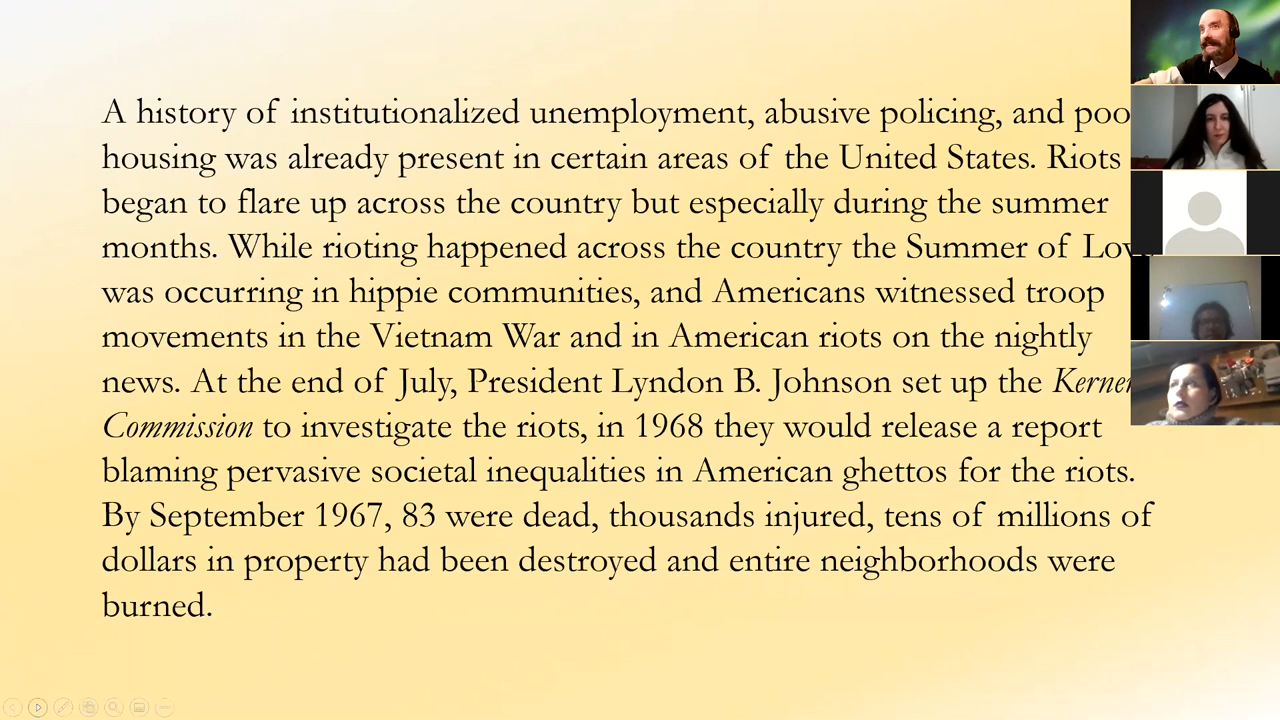 A history of institutionalized unemployment, abusive policing, and
housing was already present in certain areas of the United States. Riots
began to flare up across the country but especially during the summer
months. While rioting happened across the country the Summer of
was occurring in hippie communities, and Americans witnessed troop
movements in the Vietnam War and in American riots on the nightly
news. At the end of July, President Lyndon B. Johnson set up the
Commission to investigate the riots, in 1968 they would release a report
blaming pervasive societal inequalities in American ghettos for the riots.
By September 1967, 83 were dead, thousands injured, tens of millions of
dollars in property had been destroyed and entire neighborhoods were
burned.